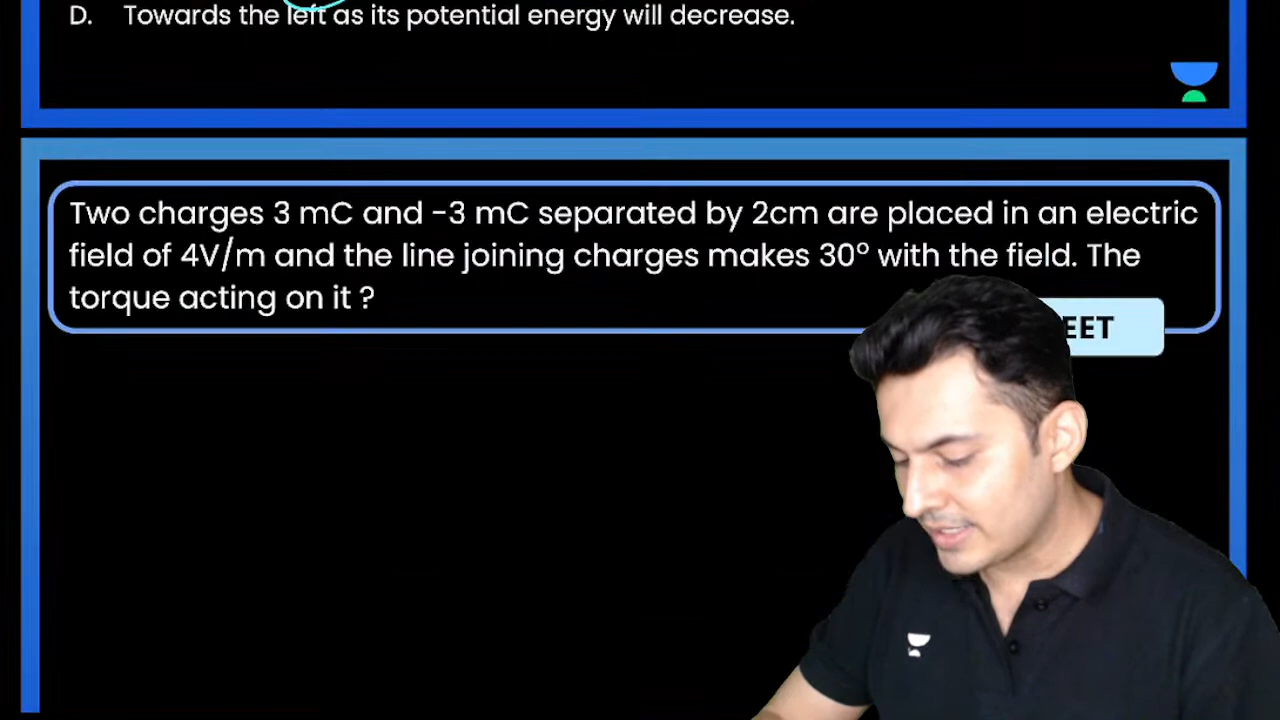 D. Towards the left as its potential energy will decrease.
Two charges 3 mC and -3 mC separated by 2cm are placed in an electric
field of 4V/m and the line joining charges makes 30° with the field. The
torque acting on it ?